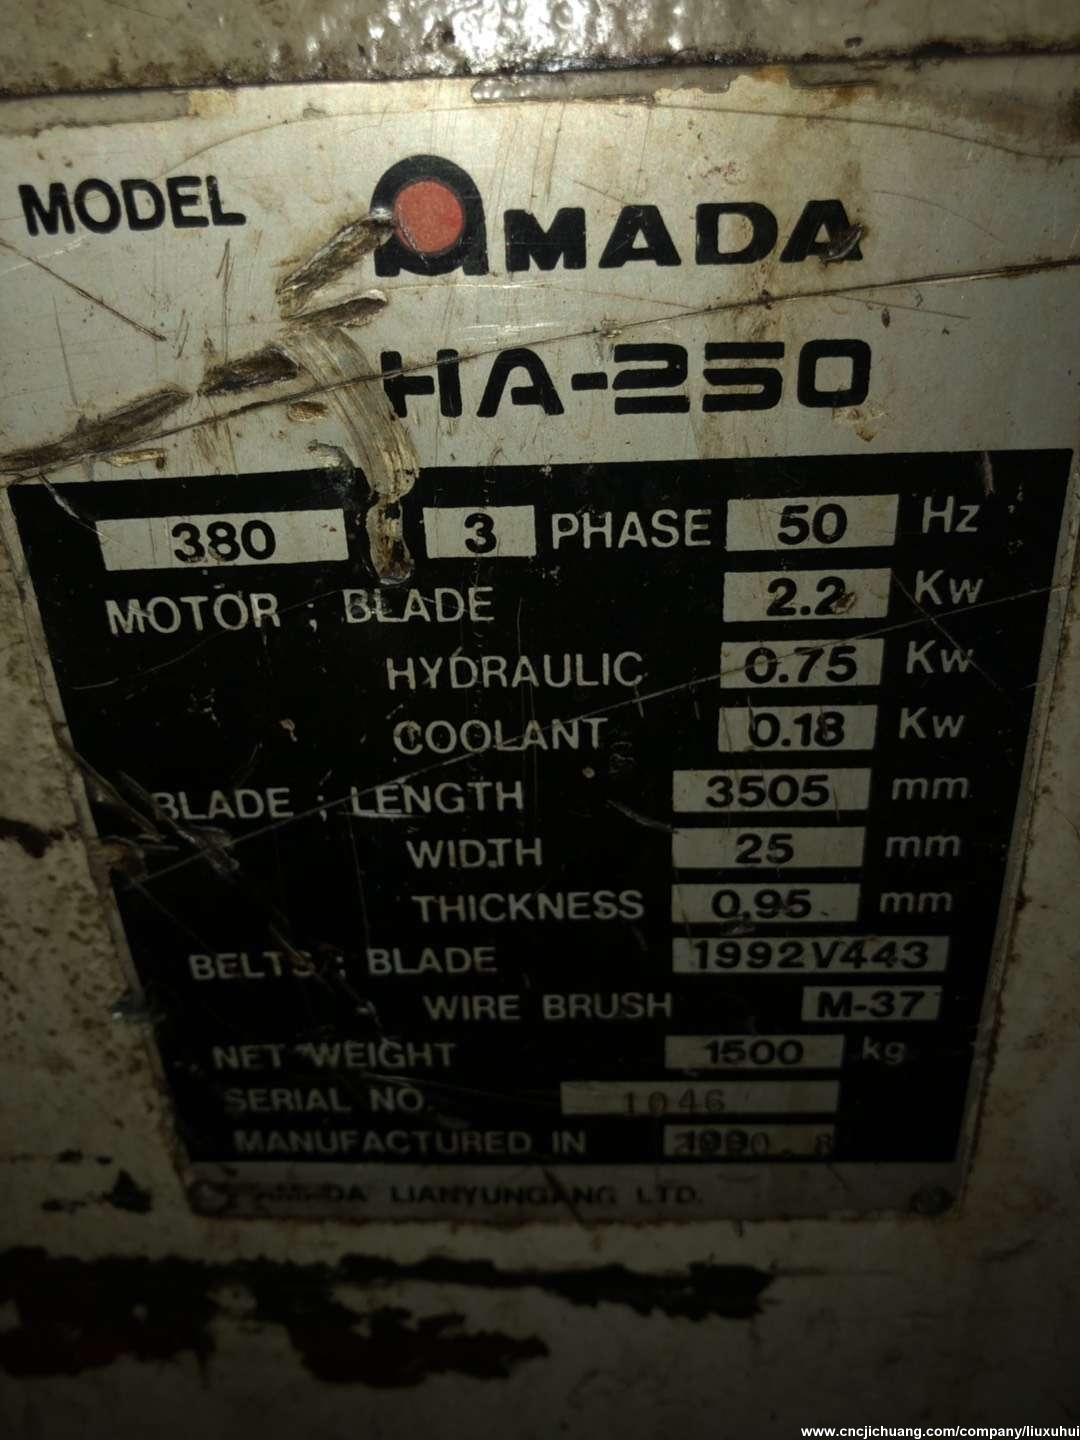 MODEL AMADA
HA-250
380 3 PHASE 50 Hz
MOTOR ; BLADE 2.2 Kw
HYDRAULIC 0.75 Kw
COOLANT 0.18 Kw
BLADE ; LENGTH 3505 mm
WIDTH 25 mm
THICKNESS 0.95 mm
BELTS ; BLADE 1992V443
WIRE BRUSH M-37
NET WEIGHT 1500 kg
SERIAL NO. 1046
MANUFACTURED IN
AMADA LIANYUNGANG LTD.
www.cncjichuang.com/company/liuxuhui